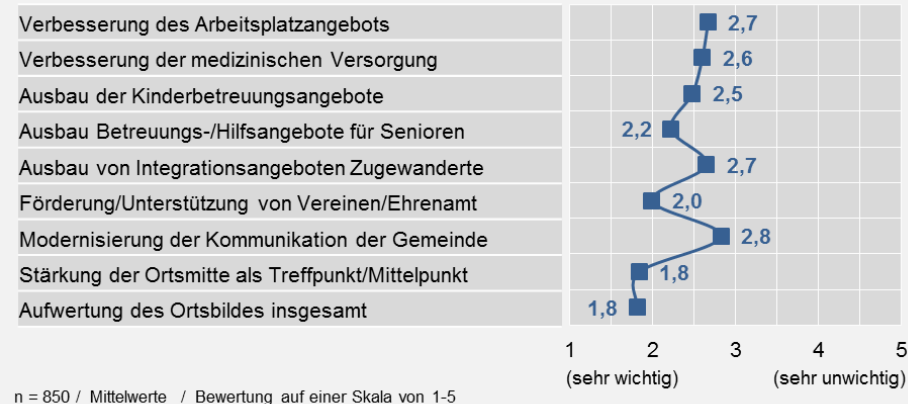 Verbesserung des Arbeitsplatzangebots 2,7
Verbesserung der medizinischen Versorgung 2,6
Ausbau der Kinderbetreuungsangebote 2,5
Ausbau Betreuungs-/Hilfsangebote für Senioren 2,2
Ausbau von Integrationsangeboten Zugewanderte 2,7
Förderung/Unterstützung von Vereinen/Ehrenamt 2,0
Modernisierung der Kommunikation der Gemeinde 2,8
Stärkung der Ortsmitte als Treffpunkt/Mittelpunkt 1,8
Aufwertung des Ortsbildes insgesamt 1,8
1 2 3 4 5
(sehr wichtig) (sehr unwichtig)
n = 850 / Mittelwerte / Bewertung auf einer Skala von 1-5